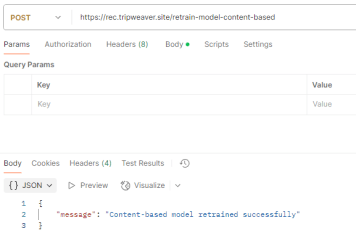 POST https://rec.tripweaver.site/retrain-model-content-based
Params Authorization Headers (8) Body Scripts Settings
Query Params
Key Value
Key Value
Body Cookies Headers (4) Test Results
{} JSON Preview Visualize
1 {
2 "message": "Content-based model retrained successfully"
3 }